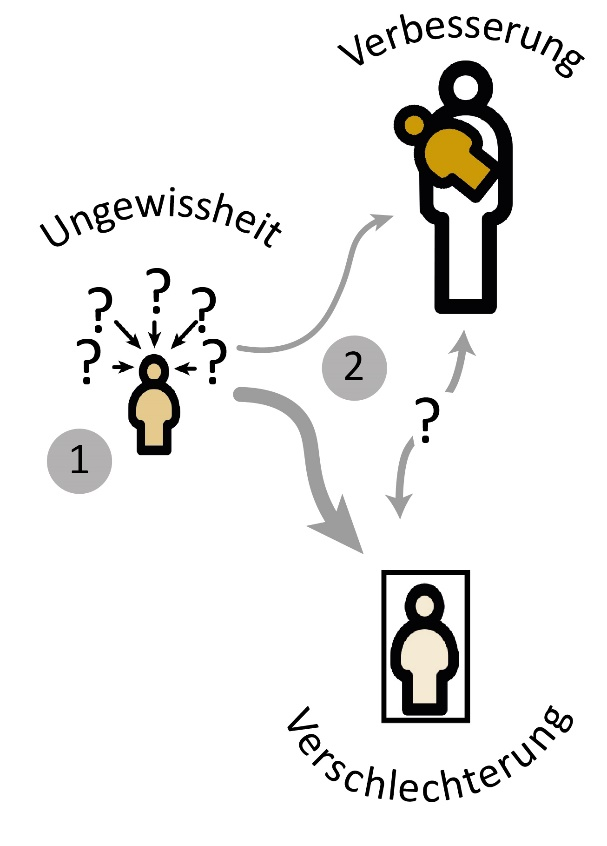 Verbesserung
Ungewissheit
? ? ? ? ?
1
2
?
Verschlechterung